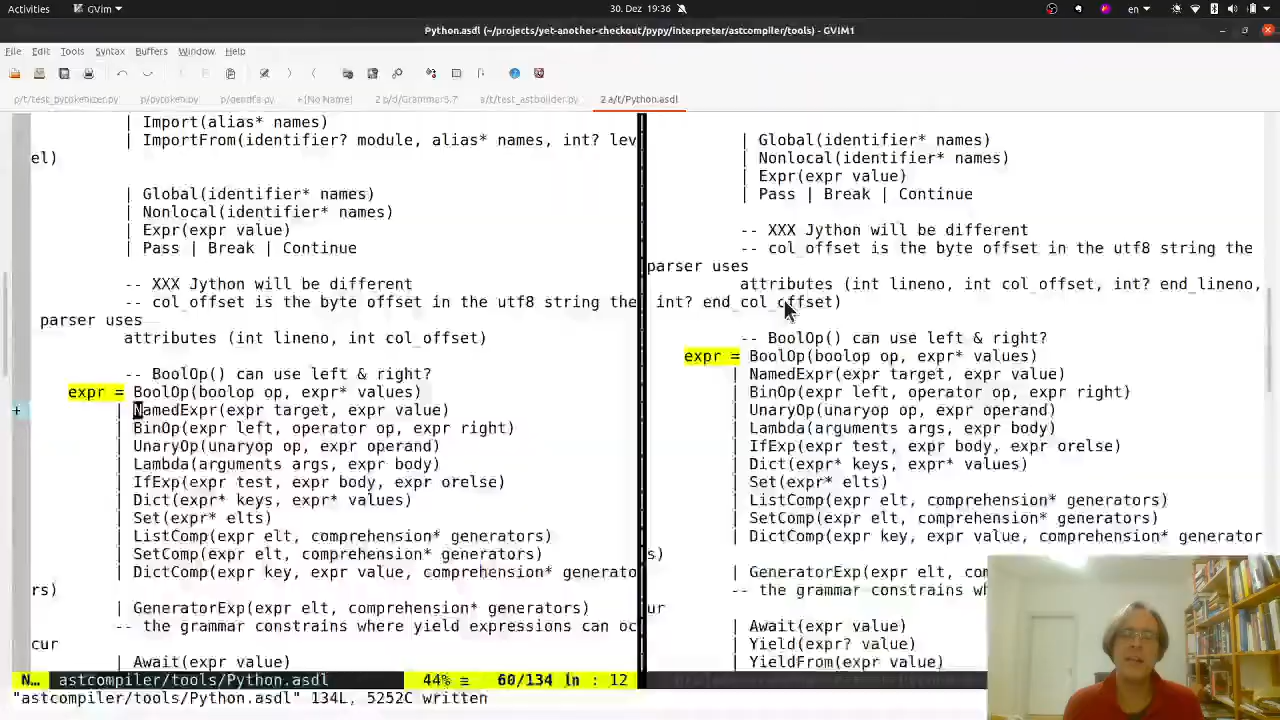 Activities
GVim
30. Dez 19:36
en
Python.asdl (~/projects/yet-another-checkout/pypy/interpreter/astcompiler/tools) - GVIM1
File Edit Tools Syntax Buffers Window Help
p/t/test_pytokenizer.py
p/pytoken.py
p/gendfa.py
+ [No Name]
2 p/d/Grammar3.7
a/t/test_astbuilder.py
2 a/t/Python.asdl
| Import(alias* names)
| ImportFrom(identifier? module, alias* names, int? lev
el)
| Global(identifier* names)
| Nonlocal(identifier* names)
| Expr(expr value)
| Pass | Break | Continue
-- XXX Jython will be different
-- col_offset is the byte offset in the utf8 string the
parser uses
attributes (int lineno, int col_offset)
-- BoolOp() can use left & right?
expr = BoolOp(boolop op, expr* values)
| NamedExpr(expr target, expr value)
| BinOp(expr left, operator op, expr right)
| UnaryOp(unaryop op, expr operand)
| Lambda(arguments args, expr body)
| IfExp(expr test, expr body, expr orelse)
| Dict(expr* keys, expr* values)
| Set(expr* elts)
| ListComp(expr elt, comprehension* generators)
| SetComp(expr elt, comprehension* generators)
| DictComp(expr key, expr value, comprehension* generato
rs)
| GeneratorExp(expr elt, comprehension* generators)
-- the grammar constrains where yield expressions can oc
cur
| Await(expr value)
N… astcompiler/tools/Python.asdl 44% ≡ 60/134 ln : 12
"astcompiler/tools/Python.asdl" 134L, 5252C written
| Global(identifier* names)
| Nonlocal(identifier* names)
| Expr(expr value)
| Pass | Break | Continue
-- XXX Jython will be different
-- col_offset is the byte offset in the utf8 string the
parser uses
attributes (int lineno, int col_offset, int? end_lineno,
int? end_col_offset)
-- BoolOp() can use left & right?
expr = BoolOp(boolop op, expr* values)
| NamedExpr(expr target, expr value)
| BinOp(expr left, operator op, expr right)
| UnaryOp(unaryop op, expr operand)
| Lambda(arguments args, expr body)
| IfExp(expr test, expr body, expr orelse)
| Dict(expr* keys, expr* values)
| Set(expr* elts)
| ListComp(expr elt, comprehension* generators)
| SetComp(expr elt, comprehension* generators)
| DictComp(expr key, expr value, comprehension* generator
s)
| GeneratorExp(expr elt,
-- the grammar constrains
ur
| Await(expr value)
| Yield(expr? value)
| YieldFrom(expr value)